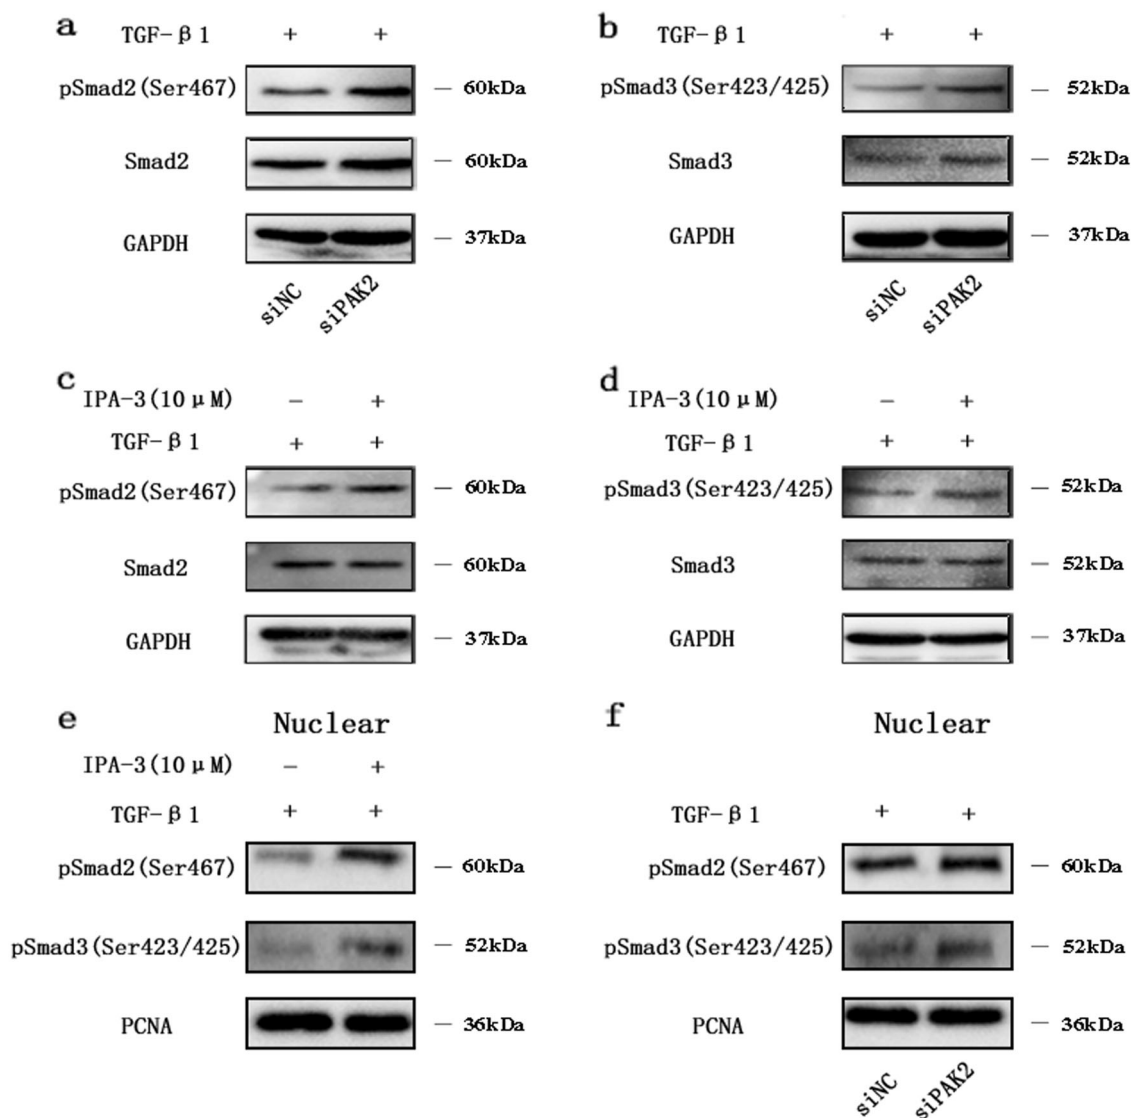 a
TGF-β1 + +
pSmad2(Ser467) — 60kDa
Smad2 — 60kDa
GAPDH — 37kDa
siNC siPAK2
b
TGF-β1 + +
pSmad3(Ser423/425) — 52kDa
Smad3 — 52kDa
GAPDH — 37kDa
siNC siPAK2
c
IPA-3(10μM) − +
TGF-β1 + +
pSmad2(Ser467) — 60kDa
Smad2 — 60kDa
GAPDH — 37kDa
d
IPA-3(10μM) − +
TGF-β1 + +
pSmad3(Ser423/425) — 52kDa
Smad3 — 52kDa
GAPDH — 37kDa
e Nuclear
IPA-3(10μM) − +
TGF-β1 + +
pSmad2(Ser467) — 60kDa
pSmad3(Ser423/425) — 52kDa
PCNA — 36kDa
f Nuclear
TGF-β1 + +
pSmad2(Ser467) — 60kDa
pSmad3(Ser423/425) — 52kDa
PCNA — 36kDa
siNC siPAK2